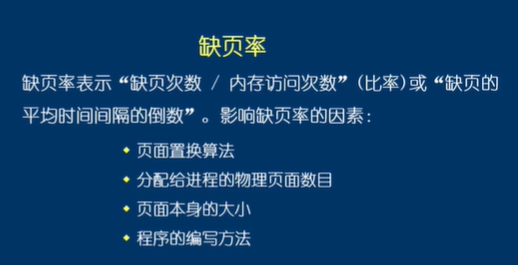 缺页率
缺页率表示“缺页次数 / 内存访问次数”(比率)或“缺页的
平均时间间隔的倒数”。影响缺页率的因素:
◆ 页面置换算法
◆ 分配给进程的物理页面数目
◆ 页面本身的大小
◆ 程序的编写方法